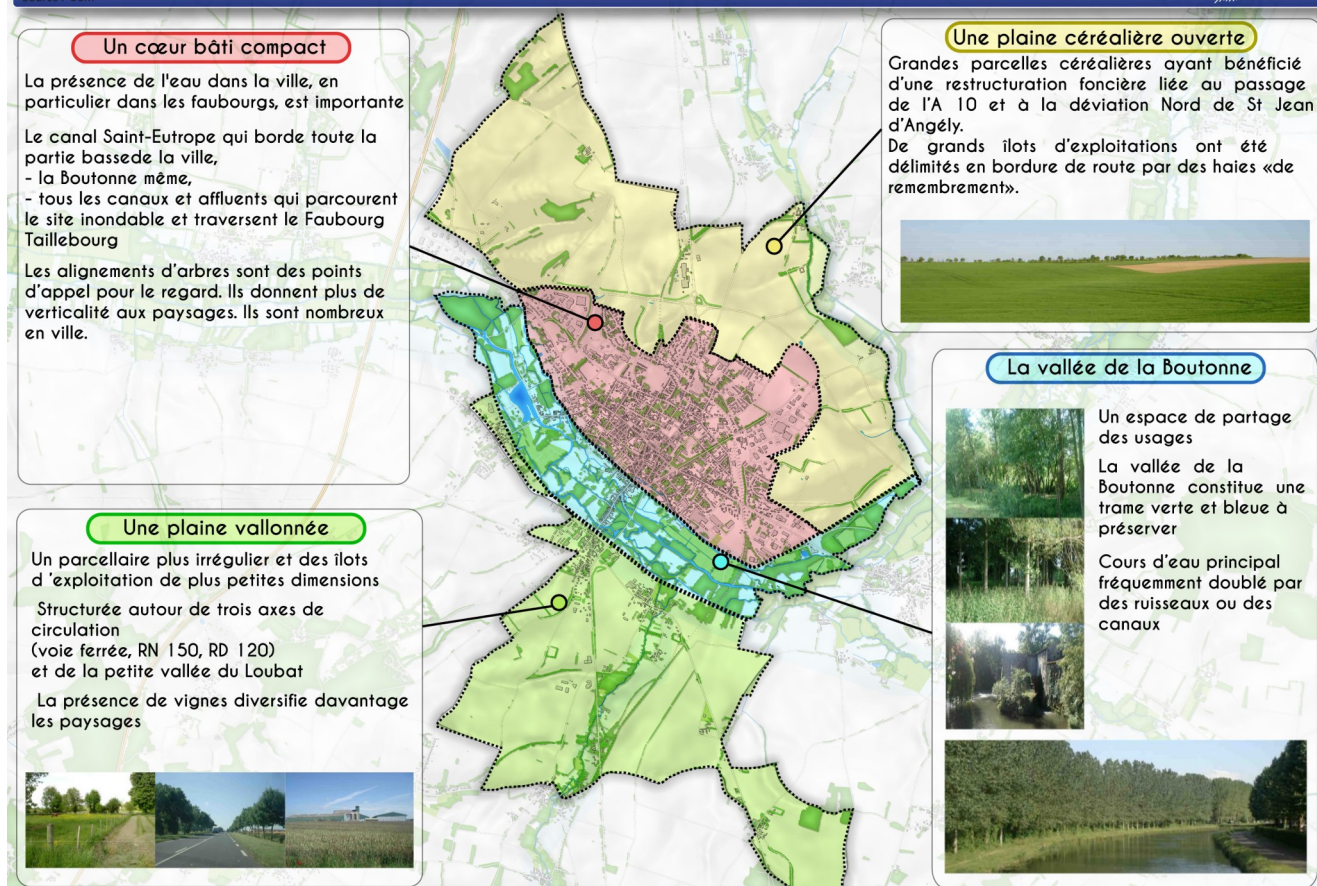 Un cœur bâti compact
La présence de l'eau dans la ville, en
particulier dans les faubourgs, est importante
Le canal Saint-Eutrope qui borde toute la
partie bassede la ville,
- la Boutonne même,
- tous les canaux et affluents qui parcourent
le site inondable et traversent le Faubourg
Taillebourg
Les alignements d'arbres sont des points
d'appel pour le regard. Ils donnent plus de
verticalité aux paysages. Ils sont nombreux
en ville.
Une plaine céréalière ouverte
Grandes parcelles céréalières ayant bénéficié
d'une restructuration foncière liée au passage
de l'A 10 et à la déviation Nord de St Jean
d'Angély.
De grands îlots d'exploitations ont été
délimités en bordure de route par des haies «de
remembrement».
La vallée de la Boutonne
Un espace de partage
des usages
La vallée de la
Boutonne constitue une
trame verte et bleue à
préserver
Cours d'eau principal
fréquemment doublé par
des ruisseaux ou des
canaux
Une plaine vallonnée
Un parcellaire plus irrégulier et des îlots
d 'exploitation de plus petites dimensions
Structurée autour de trois axes de
circulation
(voie ferrée, RN 150, RD 120)
et de la petite vallée du Loubat
La présence de vignes diversifie davantage
les paysages